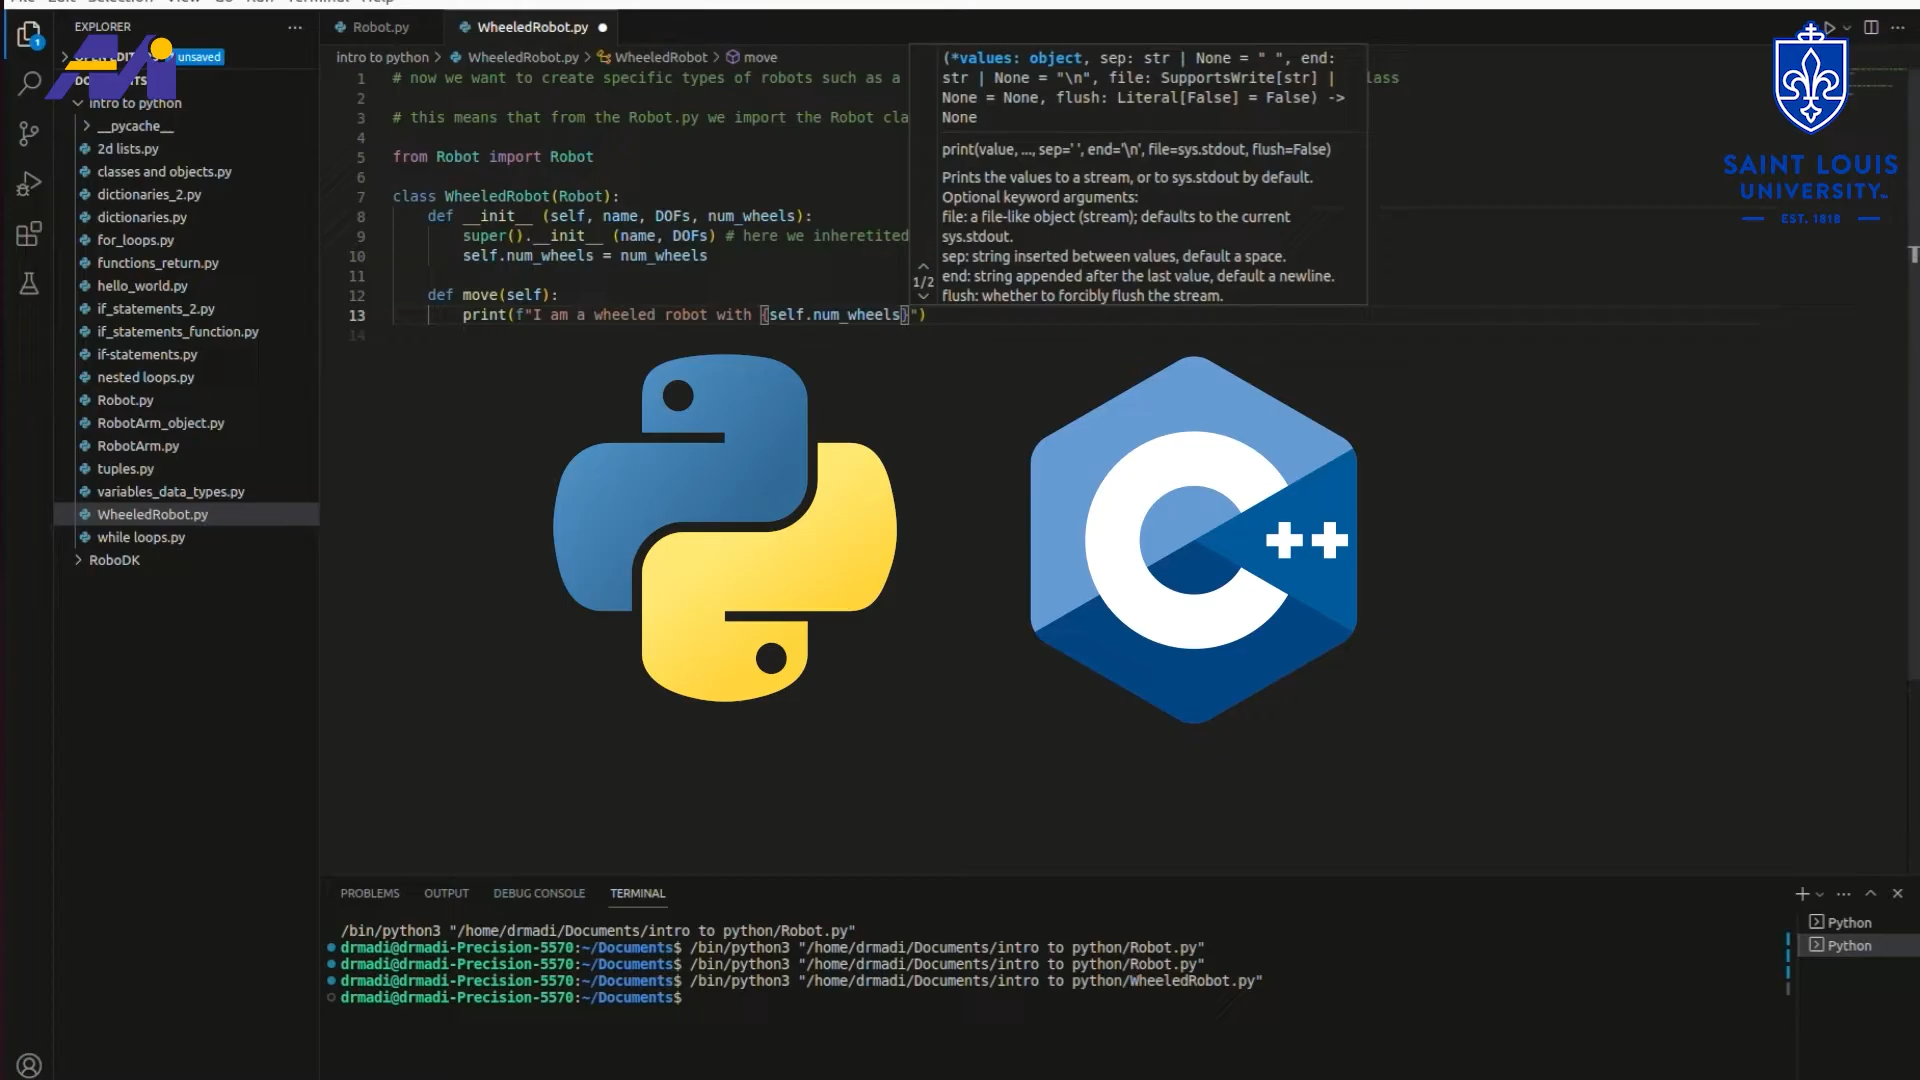 File Edit Selection View Go Run Terminal Help
EXPLORER
unsaved
intro to python
__pycache__
2d lists.py
classes and objects.py
dictionaries_2.py
dictionaries.py
for_loops.py
functions_return.py
hello_world.py
if_statements_2.py
if_statements_function.py
if-statements.py
nested loops.py
Robot.py
RobotArm_object.py
RobotArm.py
tuples.py
variables_data_types.py
WheeledRobot.py
while loops.py
RoboDK
Robot.py
WheeledRobot.py
intro to python > WheeledRobot.py > WheeledRobot > move
1 # now we want to create specific types of robots such as a
2
3 # this means that from the Robot.py we import the Robot cla
4
5 from Robot import Robot
6
7 class WheeledRobot(Robot):
8 def __init__ (self, name, DOFs, num_wheels):
9 super().__init__ (name, DOFs) # here we inheretited
10 self.num_wheels = num_wheels
11
12 def move(self):
13 print(f"I am a wheeled robot with {self.num_wheels}")
14
(*values: object, sep: str | None = " ", end:
str | None = "\n", file: SupportsWrite[str] |
None = None, flush: Literal[False] = False) ->
None
print(value, ..., sep=' ', end='\n', file=sys.stdout, flush=False)
Prints the values to a stream, or to sys.stdout by default.
Optional keyword arguments:
file: a file-like object (stream); defaults to the current
sys.stdout.
sep: string inserted between values, default a space.
1/2
end: string appended after the last value, default a newline.
flush: whether to forcibly flush the stream.
SAINT LOUIS
UNIVERSITY™
EST. 1818
C++
PROBLEMS OUTPUT DEBUG CONSOLE TERMINAL
/bin/python3 "/home/drmadi/Documents/intro to python/Robot.py"
drmadi@drmadi-Precision-5570:~/Documents$ /bin/python3 "/home/drmadi/Documents/intro to python/Robot.py"
drmadi@drmadi-Precision-5570:~/Documents$ /bin/python3 "/home/drmadi/Documents/intro to python/Robot.py"
drmadi@drmadi-Precision-5570:~/Documents$ /bin/python3 "/home/drmadi/Documents/intro to python/WheeledRobot.py"
drmadi@drmadi-Precision-5570:~/Documents$
Python
Python